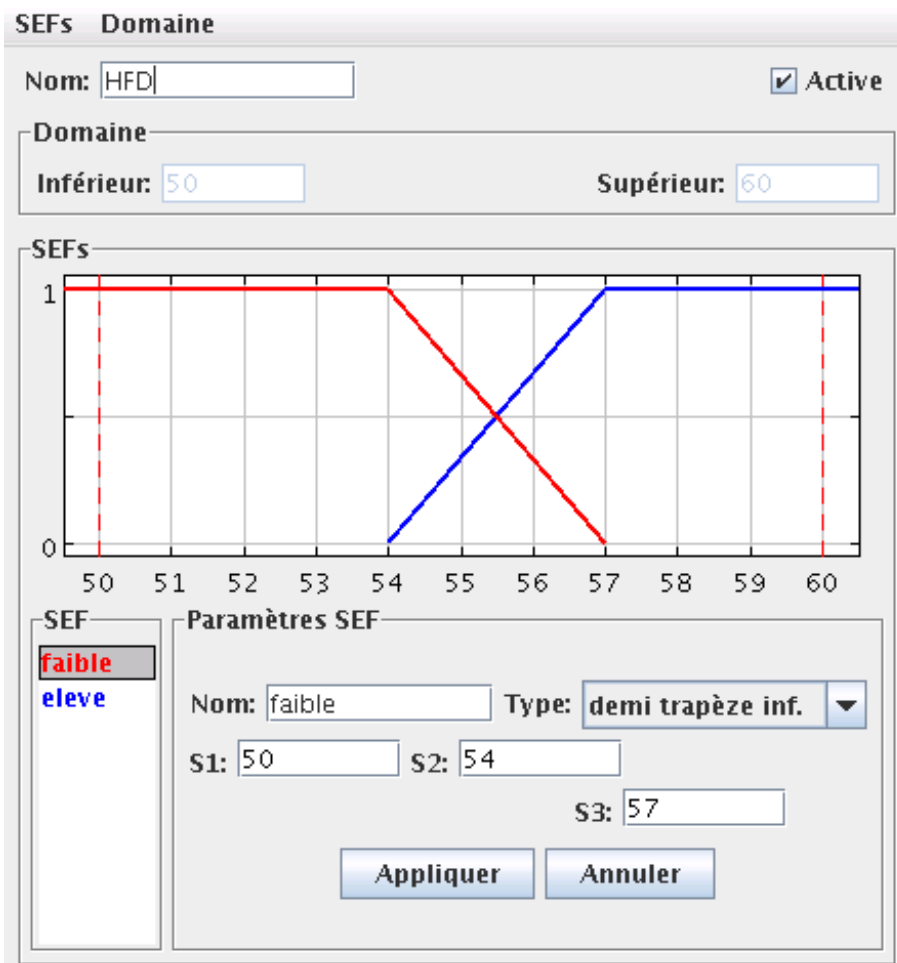 SEFs Domaine
Nom: HFD Active
Domaine
Inférieur: 50 Supérieur: 60
SEFs
1
0
50 51 52 53 54 55 56 57 58 59 60
SEF Paramètres SEF
faible
eleve
Nom: faible Type: demi trapèze inf.
S1: 50 S2: 54
S3: 57
Appliquer Annuler